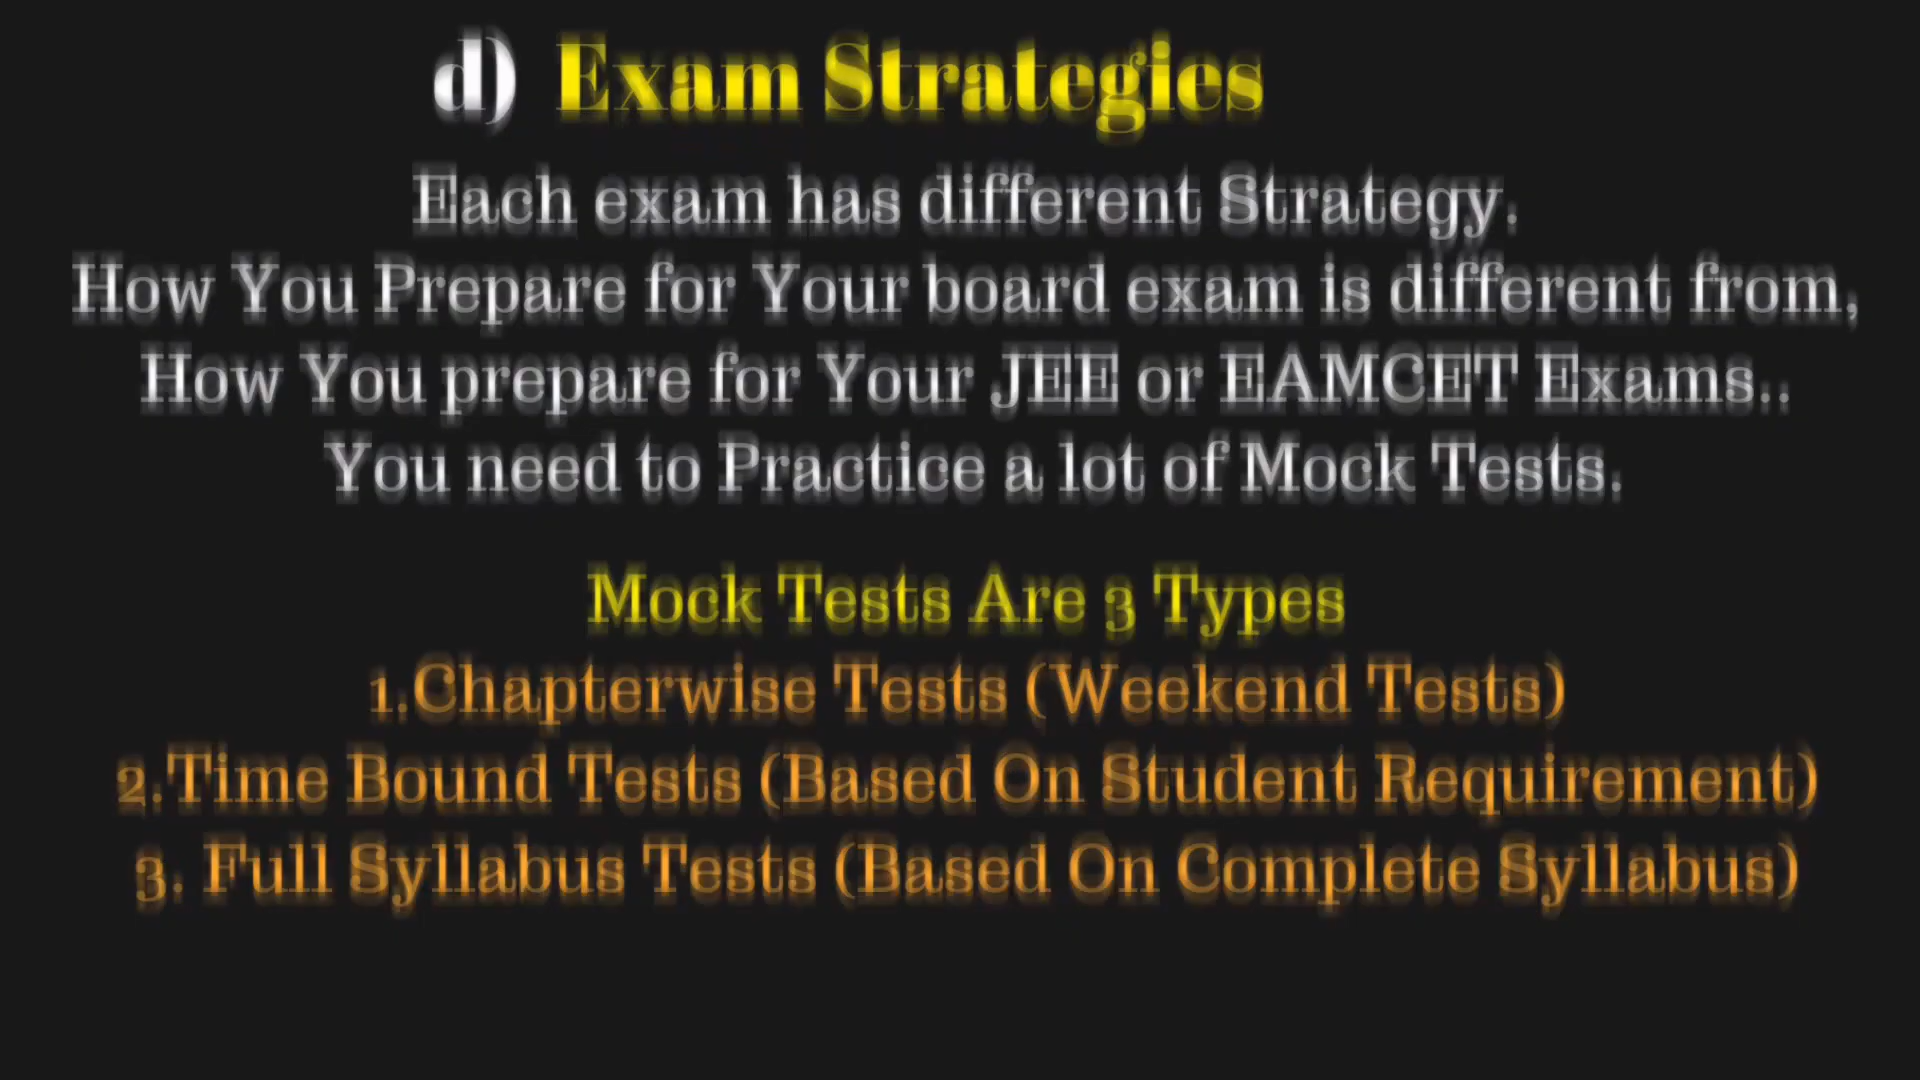 d) Exam Strategies
Each exam has different Strategy.
How You Prepare for Your board exam is different from,
How You prepare for Your JEE or EAMCET Exams..
You need to Practice a lot of Mock Tests.
Mock Tests Are 3 Types
1.Chapterwise Tests (Weekend Tests)
2.Time Bound Tests (Based On Student Requirement)
3. Full Syllabus Tests (Based On Complete Syllabus)